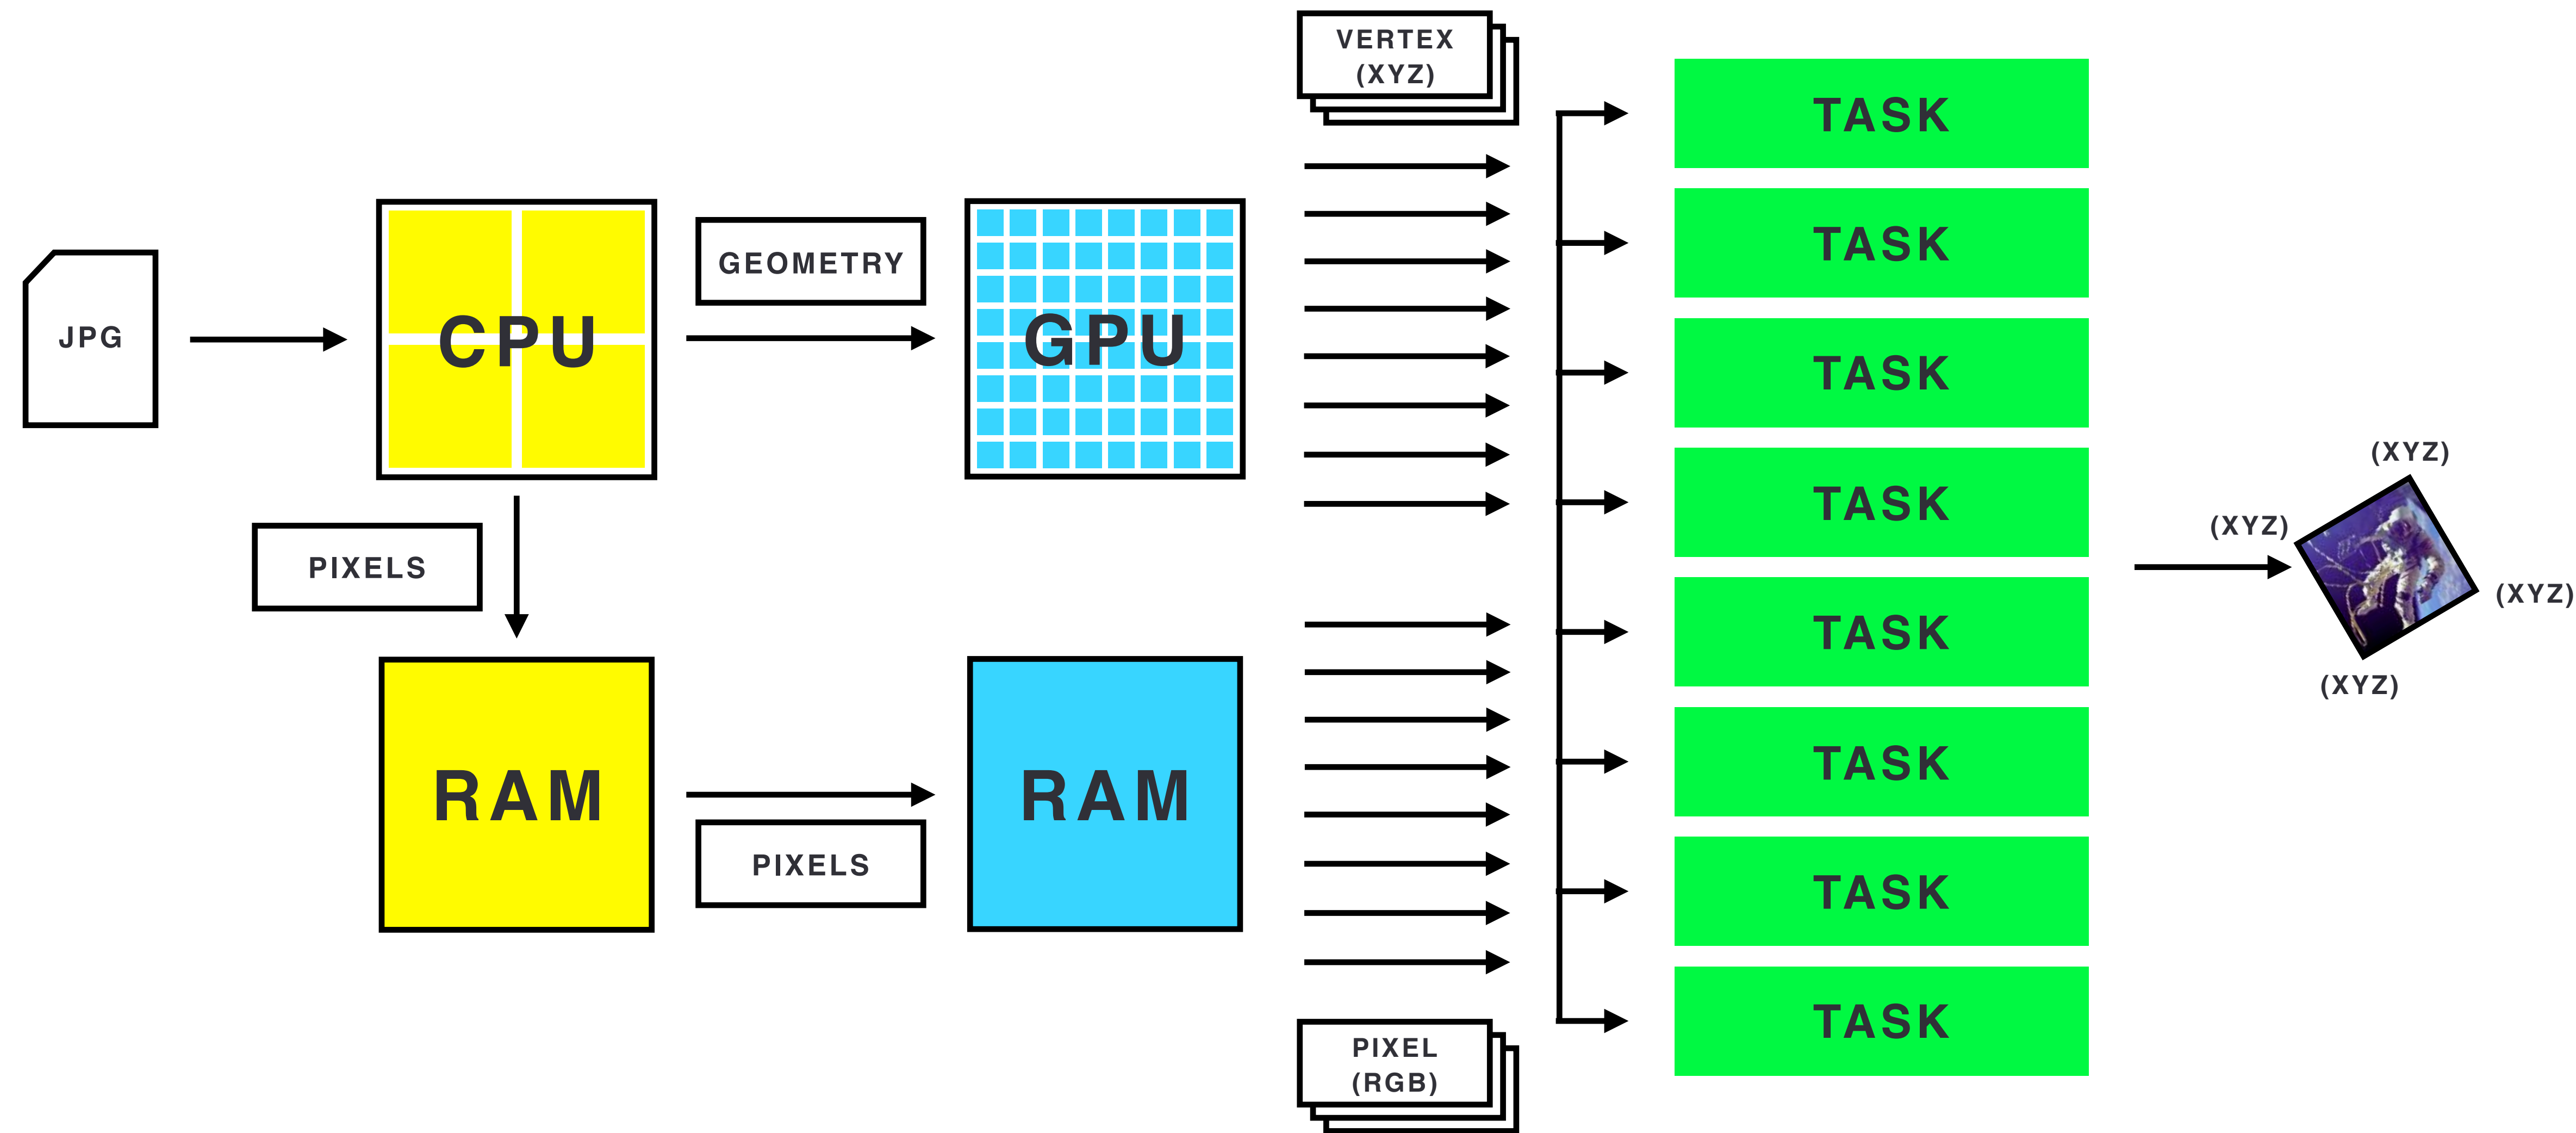 JPG
CPU
GEOMETRY
GPU
PIXELS
RAM
PIXELS
RAM
VERTEX
(XYZ)
PIXEL
(RGB)
TASK
TASK
TASK
TASK
TASK
TASK
TASK
TASK
(XYZ)
(XYZ)
(XYZ)
(XYZ)